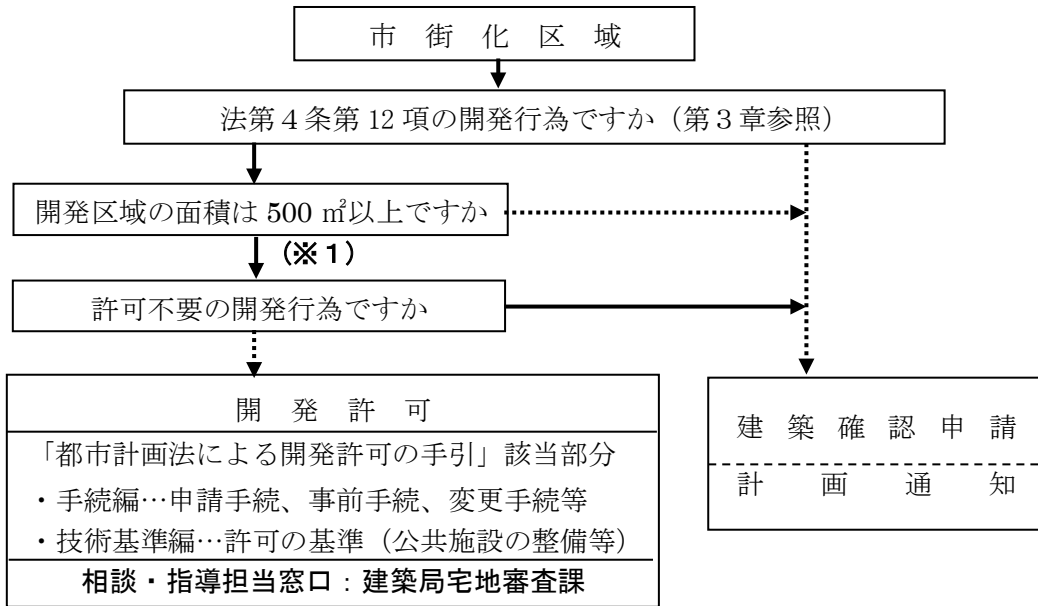 市街化区域
法第4条第12項の開発行為ですか（第3章参照）
開発区域の面積は500㎡以上ですか
(※1)
許可不要の開発行為ですか
開発許可
「都市計画法による開発許可の手引」該当部分
・手続編…申請手続、事前手続、変更手続等
・技術基準編…許可の基準（公共施設の整備等）
相談・指導担当窓口：建築局宅地審査課
建築確認申請
計画通知